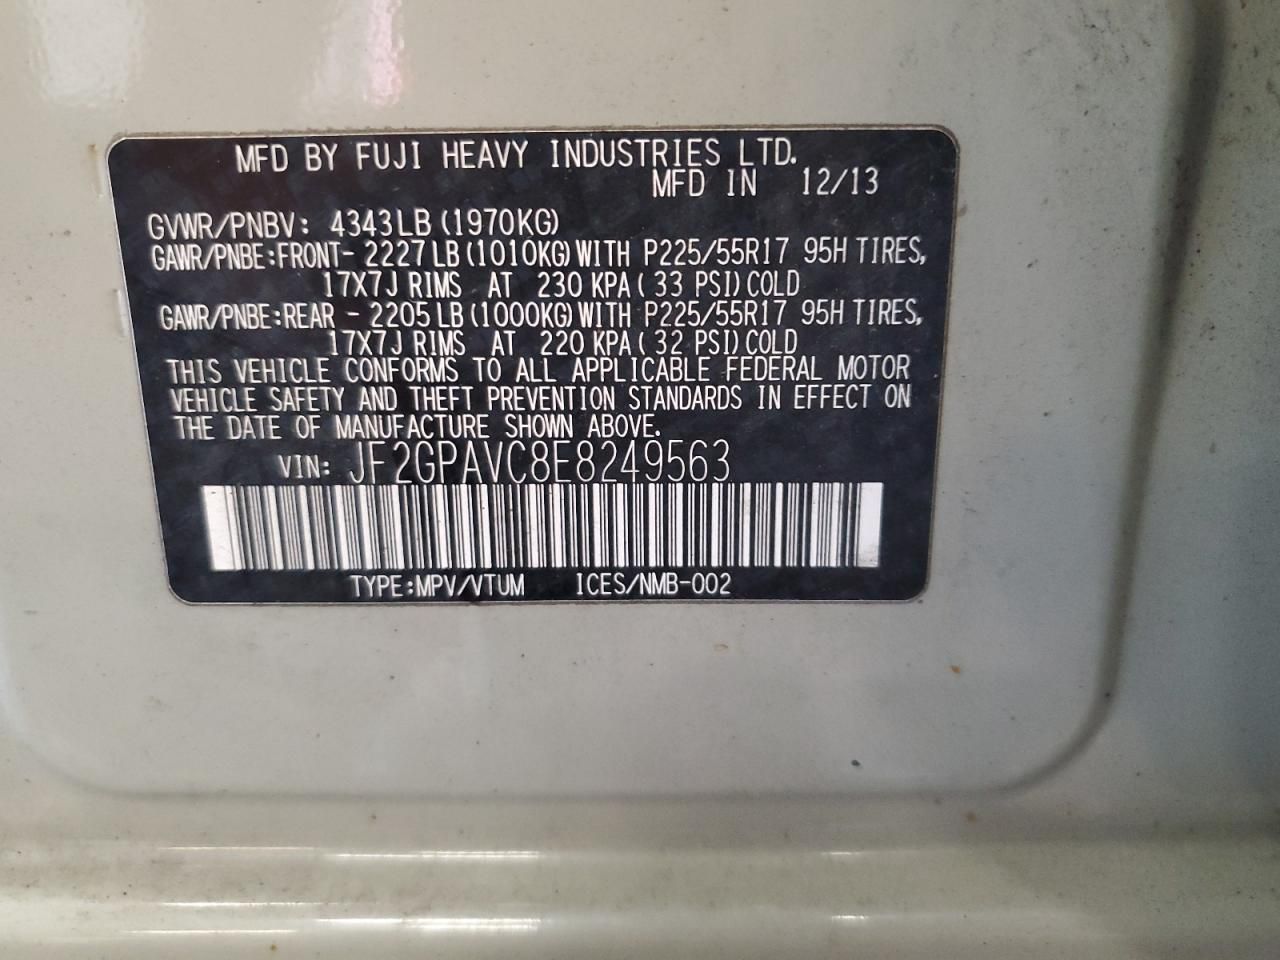 MFD BY FUJI HEAVY INDUSTRIES LTD.
MFD IN 12/13
GVWR/PNBV: 4343LB (1970KG)
GAWR/PNBE:FRONT- 2227LB (1010KG) WITH P225/55R17 95H TIRES,
17X7J RIMS AT 230 KPA( 33 PSI) COLD
GAWR/PNBE:REAR - 2205LB (1000KG) WITH P225/55R17 95H TIRES,
17X7J RIMS AT 220 KPA( 32 PSI) COLD
THIS VEHICLE CONFORMS TO ALL APPLICABLE FEDERAL MOTOR
VEHICLE SAFETY AND THEFT PREVENTION STANDARDS IN EFFECT ON
THE DATE OF MANUFACTURE SHOWN ABOVE.
VIN: JF2GPAVC8E8249563
TYPE:MPV/VTUM ICES/NMB-002